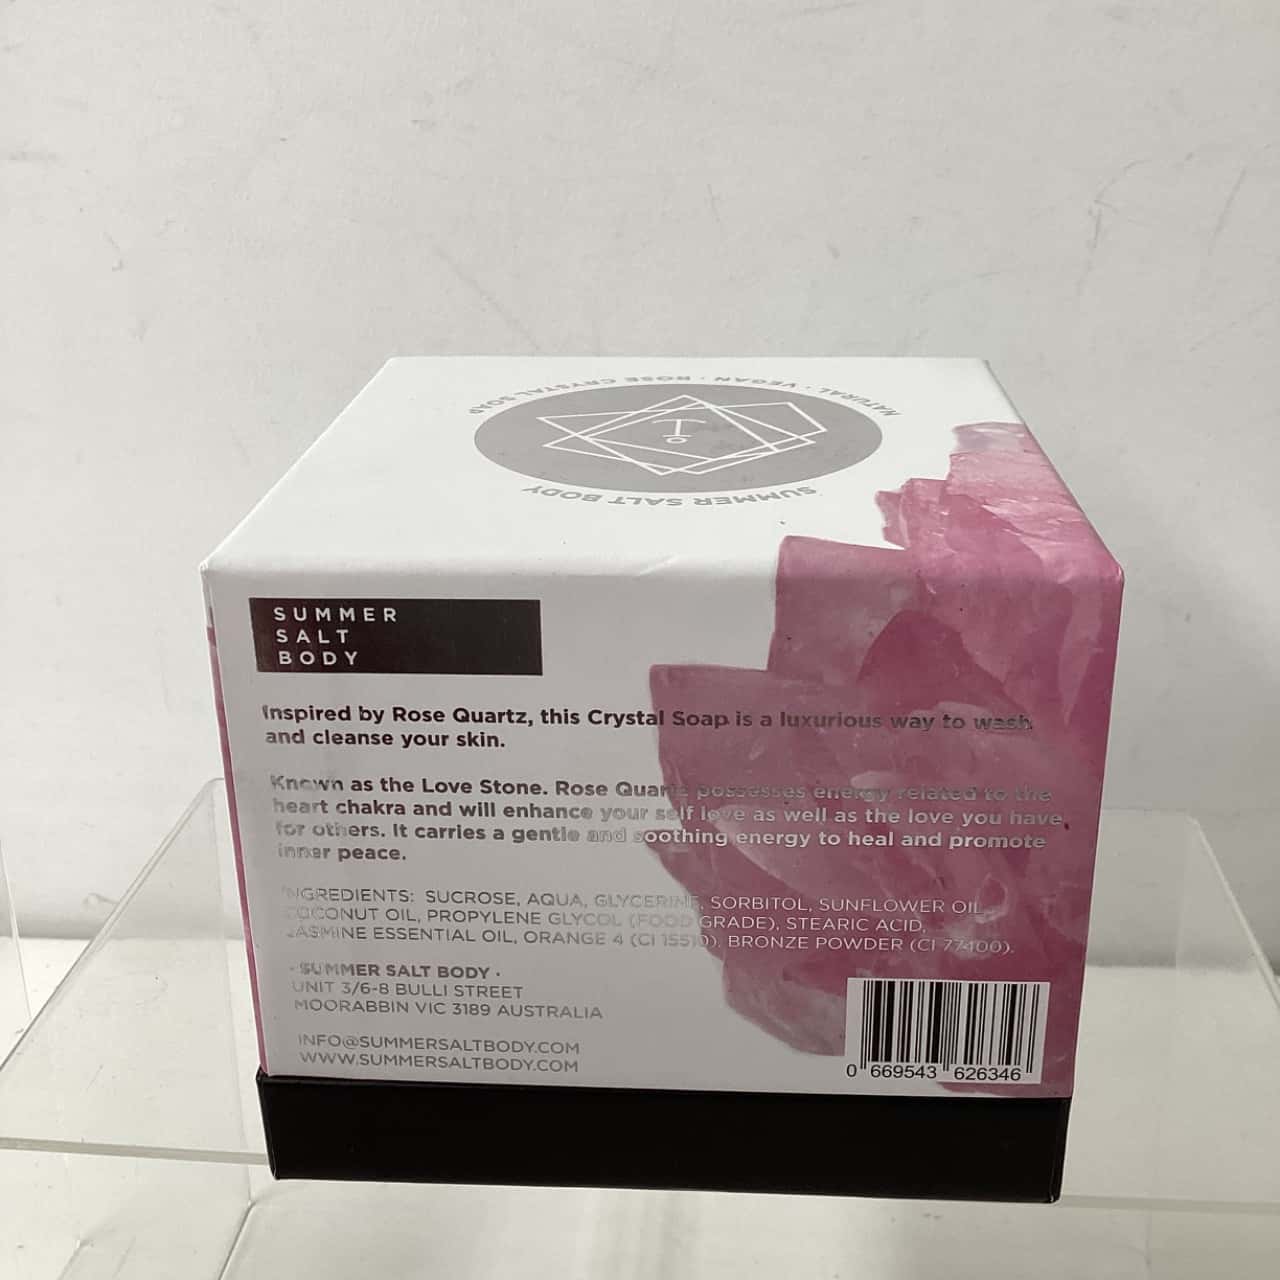 NATURAL · VEGAN · ROSE CRYSTAL SOAP
SUMMER SALT BODY
SUMMER
SALT
BODY
Inspired by Rose Quartz, this Crystal Soap is a luxurious way to wash
and cleanse your skin.
Known as the Love Stone. Rose Quartz possesses energy related to the
heart chakra and will enhance your self love as well as the love you have
for others. It carries a gentle and soothing energy to heal and promote
inner peace.
INGREDIENTS: SUCROSE, AQUA, GLYCERINE, SORBITOL, SUNFLOWER OIL,
COCONUT OIL, PROPYLENE GLYCOL (FOOD GRADE), STEARIC ACID,
JASMINE ESSENTIAL OIL, ORANGE 4 (CI 15510), BRONZE POWDER (CI 77400).
· SUMMER SALT BODY ·
UNIT 3/6-8 BULLI STREET
MOORABBIN VIC 3189 AUSTRALIA
INFO@SUMMERSALTBODY.COM
WWW.SUMMERSALTBODY.COM
0 669543 626346